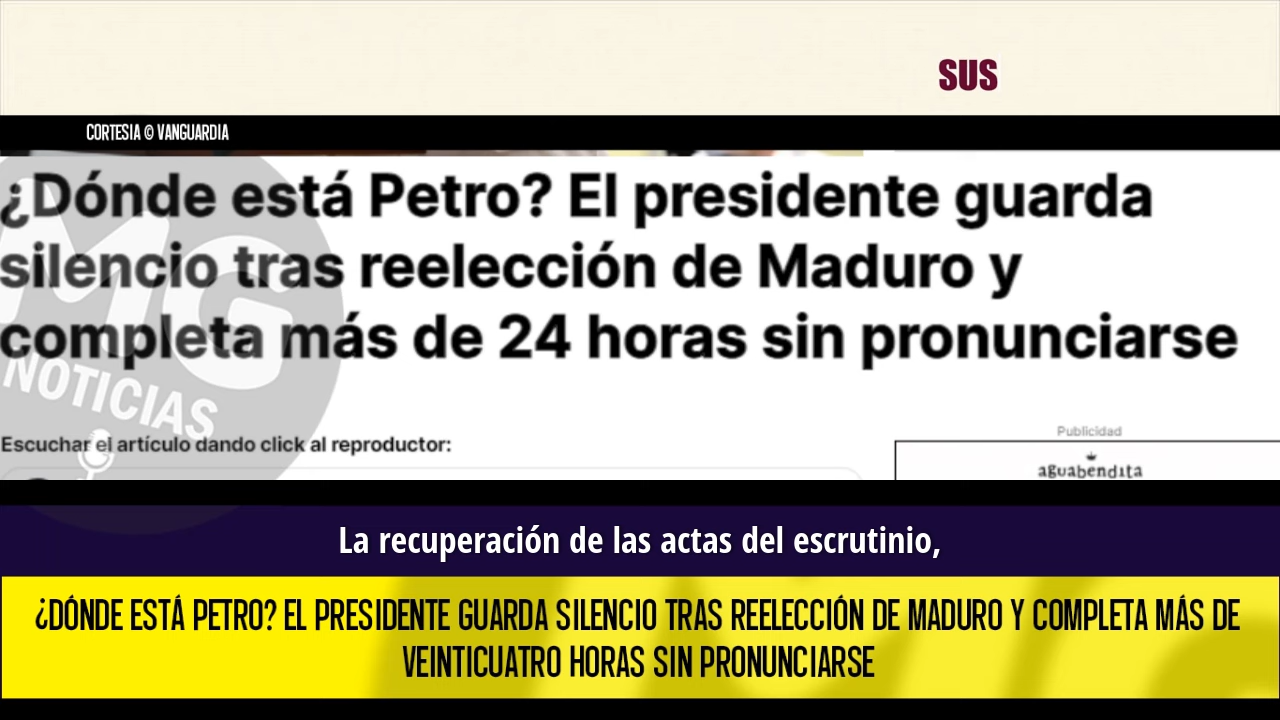 SUS
CORTESIA © VANGUARDIA
¿Dónde está Petro? El presidente guarda
silencio tras reelección de Maduro y
completa más de 24 horas sin pronunciarse
MG
NOTICIAS
Escuchar el artículo dando click al reproductor:
Publicidad
aguabendita
La recuperación de las actas del escrutinio,
¿DÓNDE ESTÁ PETRO? EL PRESIDENTE GUARDA SILENCIO TRAS REELECCIÓN DE MADURO Y COMPLETA MÁS DE
VEINTICUATRO HORAS SIN PRONUNCIARSE